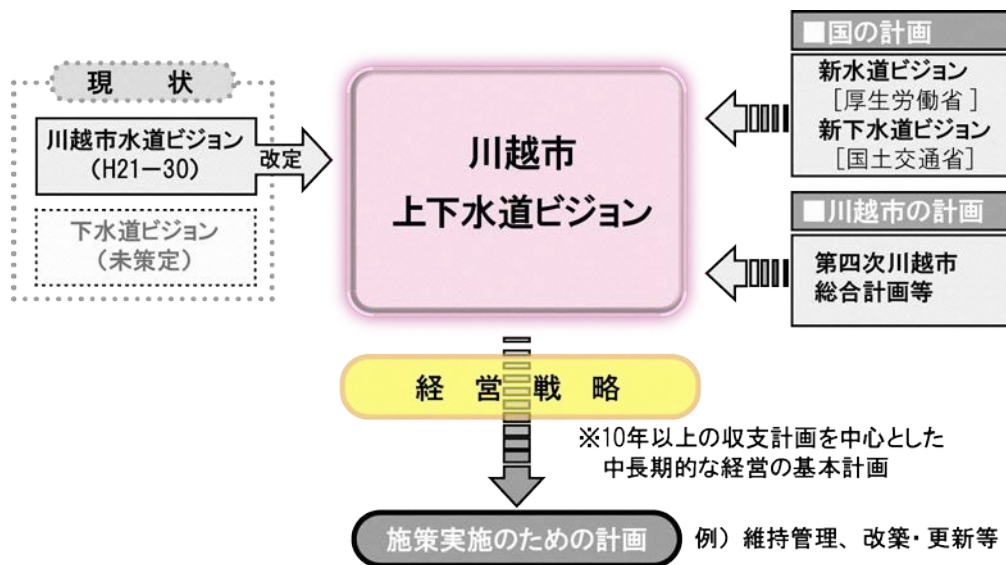 現　状
川越市水道ビジョン
(H21－30)
下水道ビジョン
(未策定)
改定
川越市
上下水道ビジョン
■国の計画
新水道ビジョン
[厚生労働省]
新下水道ビジョン
[国土交通省]
■川越市の計画
第四次川越市
総合計画等
経　営　戦　略
※10年以上の収支計画を中心とした
中長期的な経営の基本計画
施策実施のための計画
例）維持管理、改築・更新等